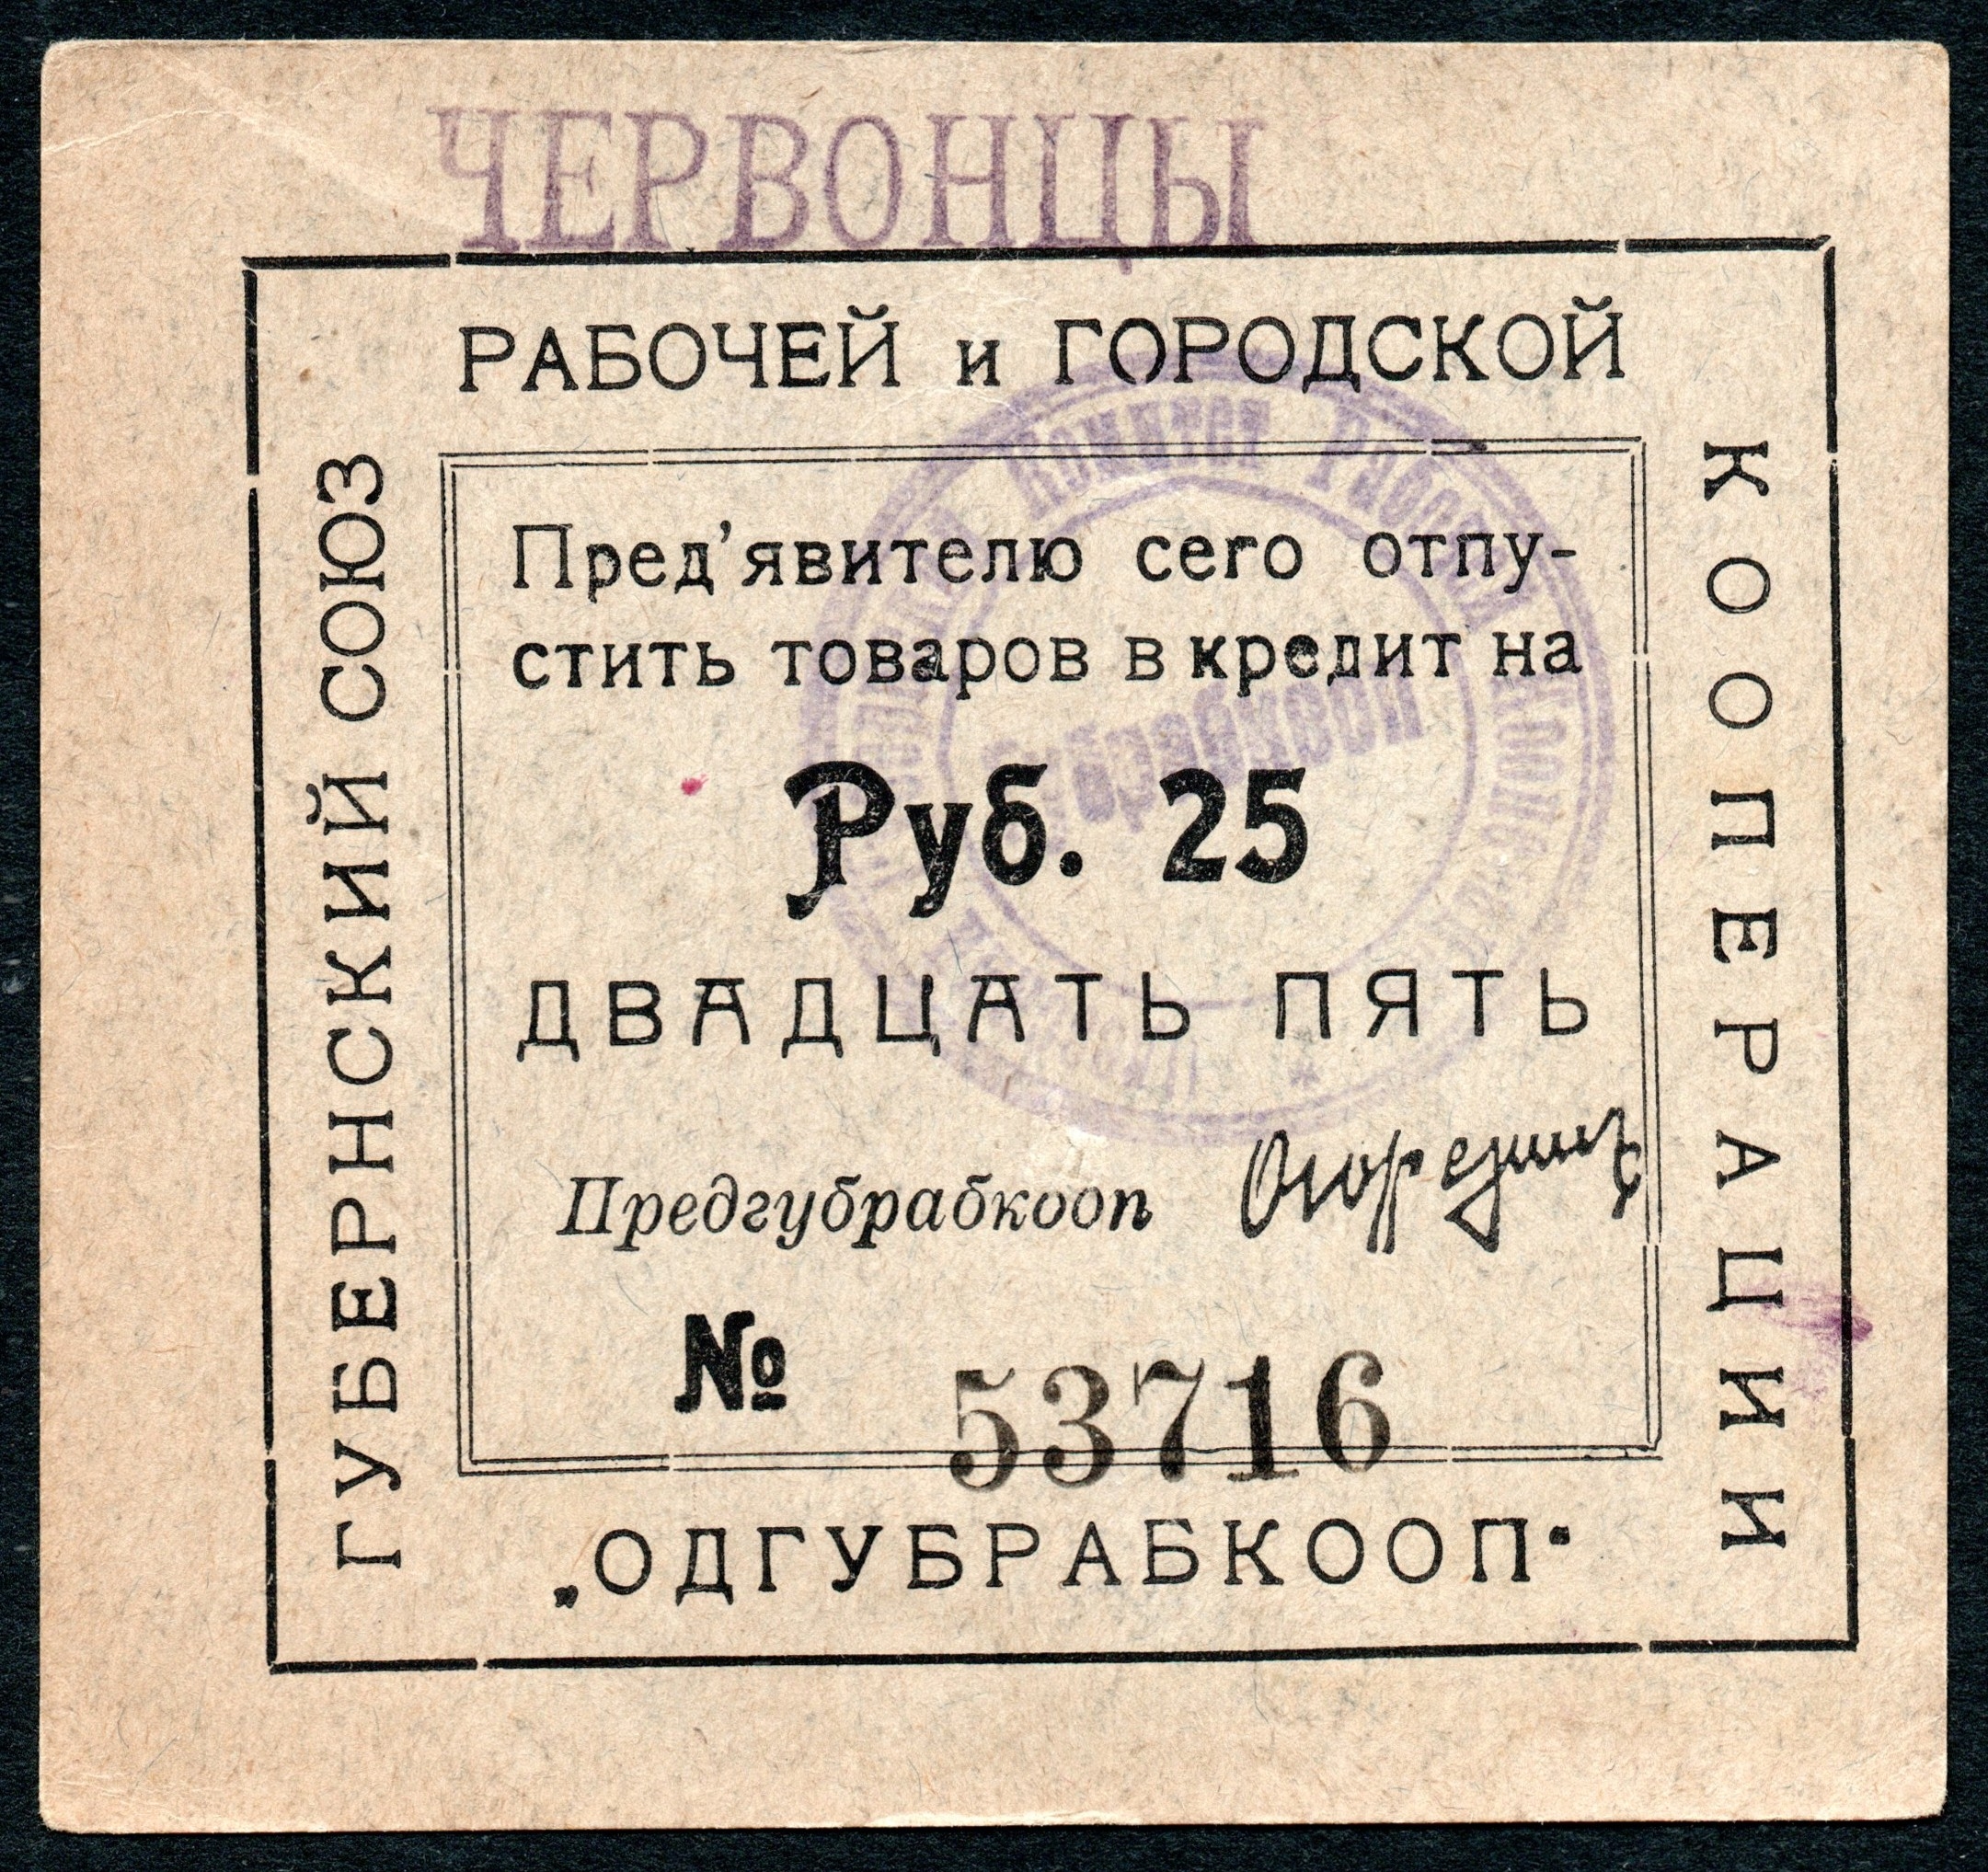 ЧЕРВОНЦЫ
ГУБЕРНСКИЙ СОЮЗ
РАБОЧЕЙ и ГОРОДСКОЙ
КООПЕРАЦИИ
Пред'явителю сего отпу-
стить товаров в кредит на
Руб. 25
ДВАДЦАТЬ ПЯТЬ
Предгубрабкооп
№ 53716
„ОДГУБРАБКООП"